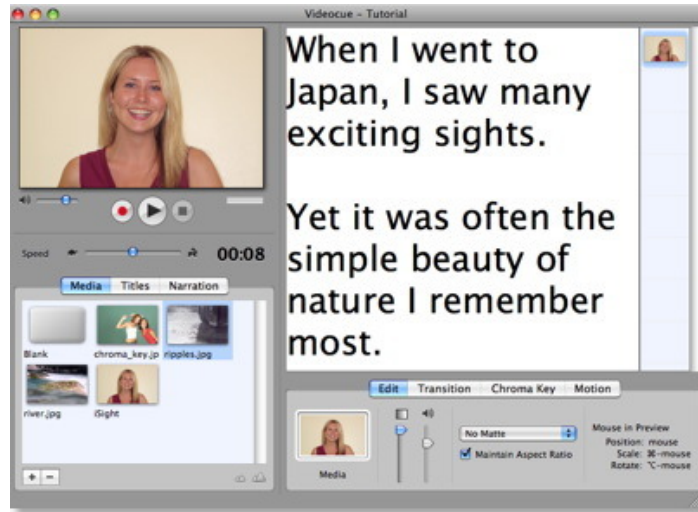 Videocue - Tutorial
When I went to
Japan, I saw many
exciting sights.
Yet it was often the
simple beauty of
nature I remember
most.
Speed
00:08
Media Titles Narration
Blank chroma_key.jp ripples.jpg
river.jpg iSight
Edit Transition Chroma Key Motion
Media
No Matte
Maintain Aspect Ratio
Mouse in Preview
Position: mouse
Scale: ⌘-mouse
Rotate: ⌥-mouse